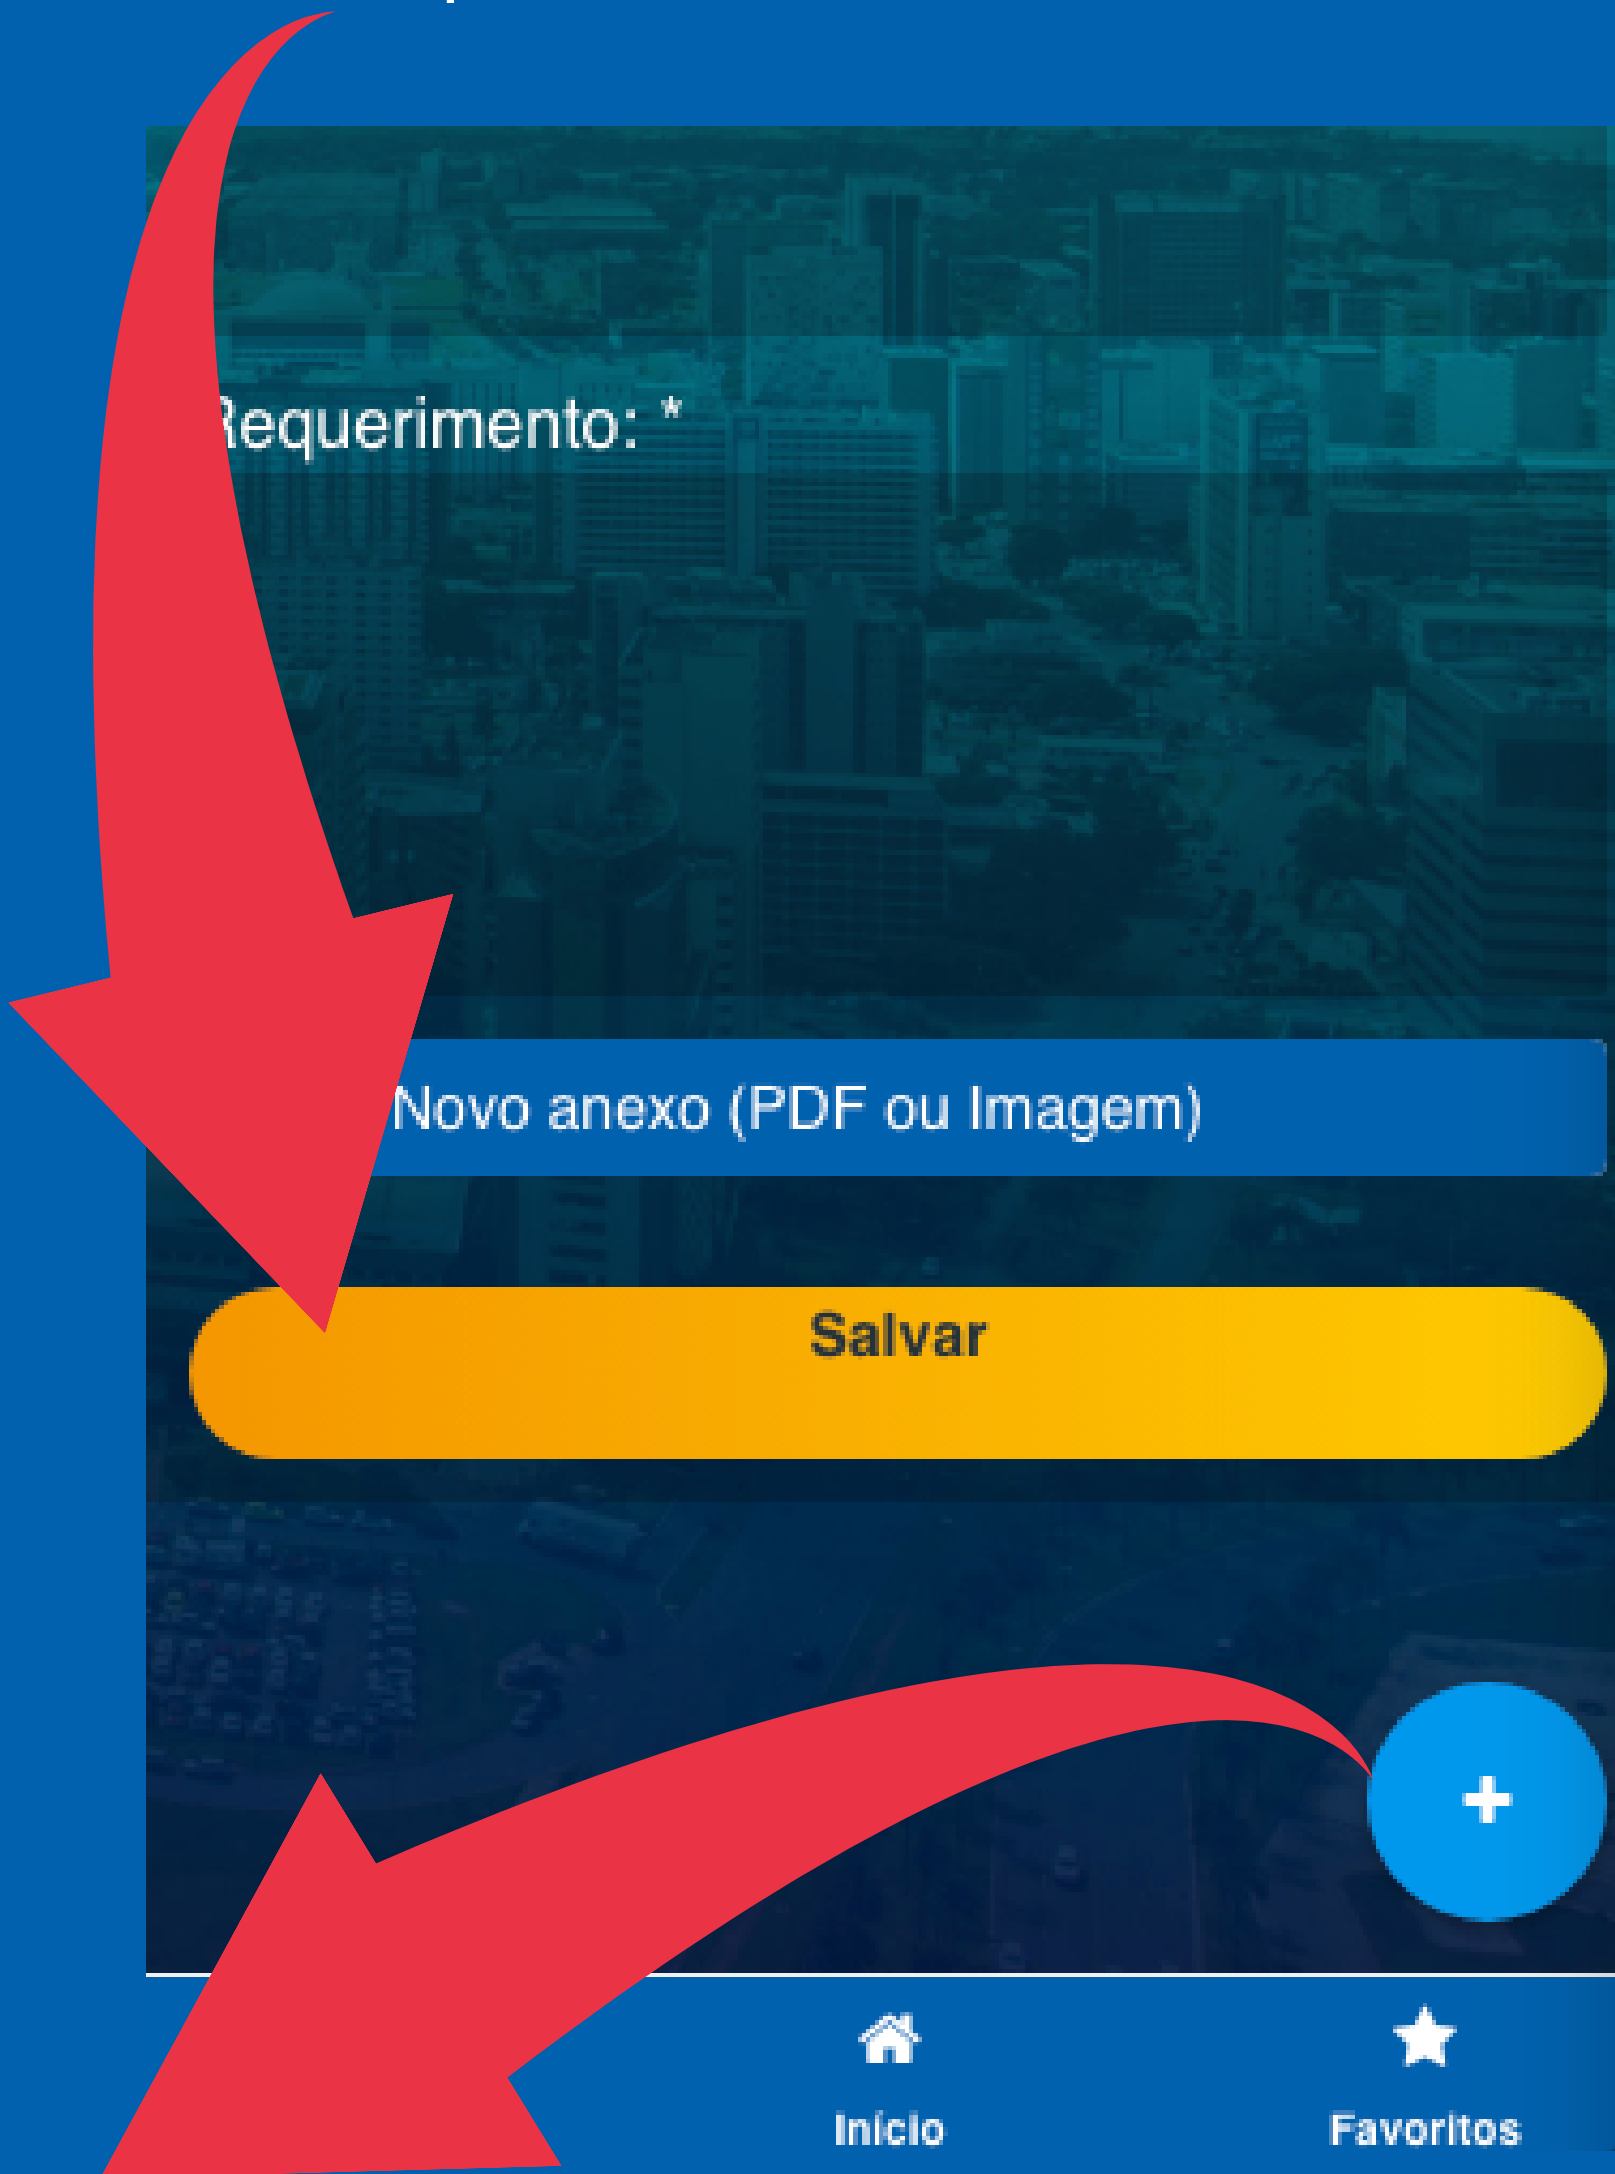 Requerimento: *
Novo anexo (PDF ou Imagem)
Salvar
+
Início
Favoritos